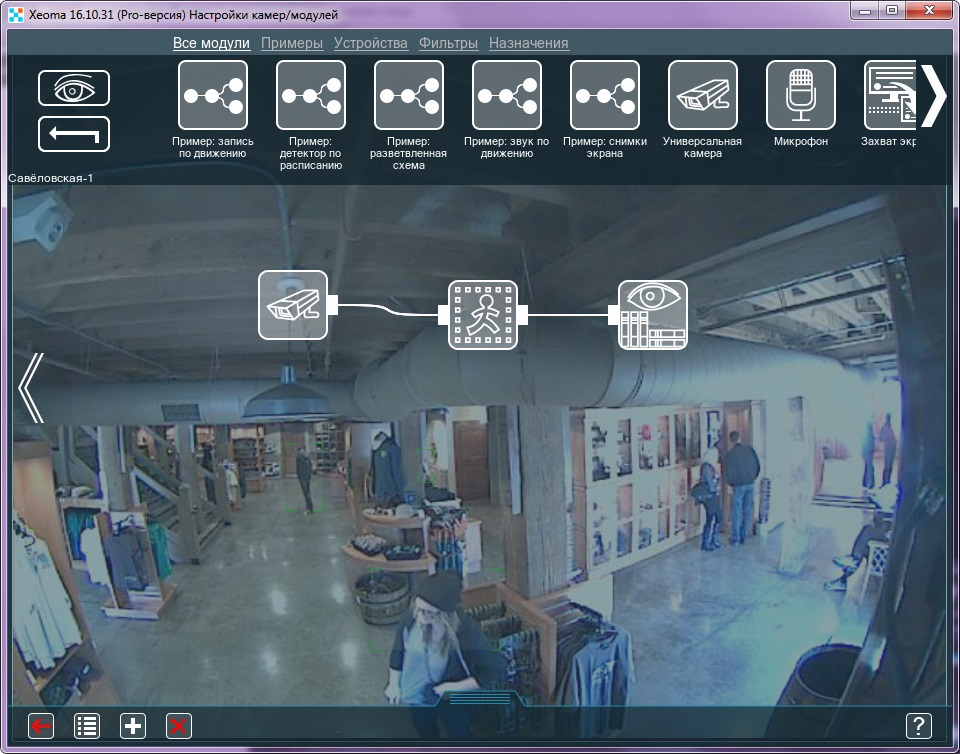 Xeoma 16.10.31 (Pro-версия) Настройки камер/модулей
Все модули Примеры Устройства Фильтры Назначения
Пример: запись
по движению
Пример:
детектор по
расписанию
Пример:
разветвленная
схема
Пример: звук по
движению
Пример: снимки
экрана
Универсальная
камера
Микрофон
Захват экр
Савёловская-1
?